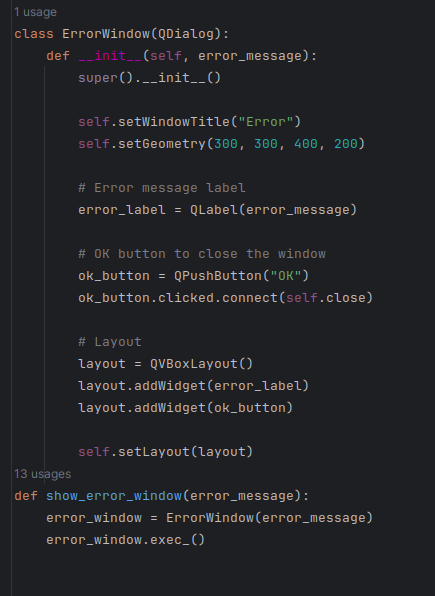 1 usage
class ErrorWindow(QDialog):
    def __init__(self, error_message):
        super().__init__()
        self.setWindowTitle("Error")
        self.setGeometry(300, 300, 400, 200)
        # Error message label
        error_label = QLabel(error_message)
        # OK button to close the window
        ok_button = QPushButton("OK")
        ok_button.clicked.connect(self.close)
        # Layout
        layout = QVBoxLayout()
        layout.addWidget(error_label)
        layout.addWidget(ok_button)
        self.setLayout(layout)
13 usages
def show_error_window(error_message):
    error_window = ErrorWindow(error_message)
    error_window.exec_()